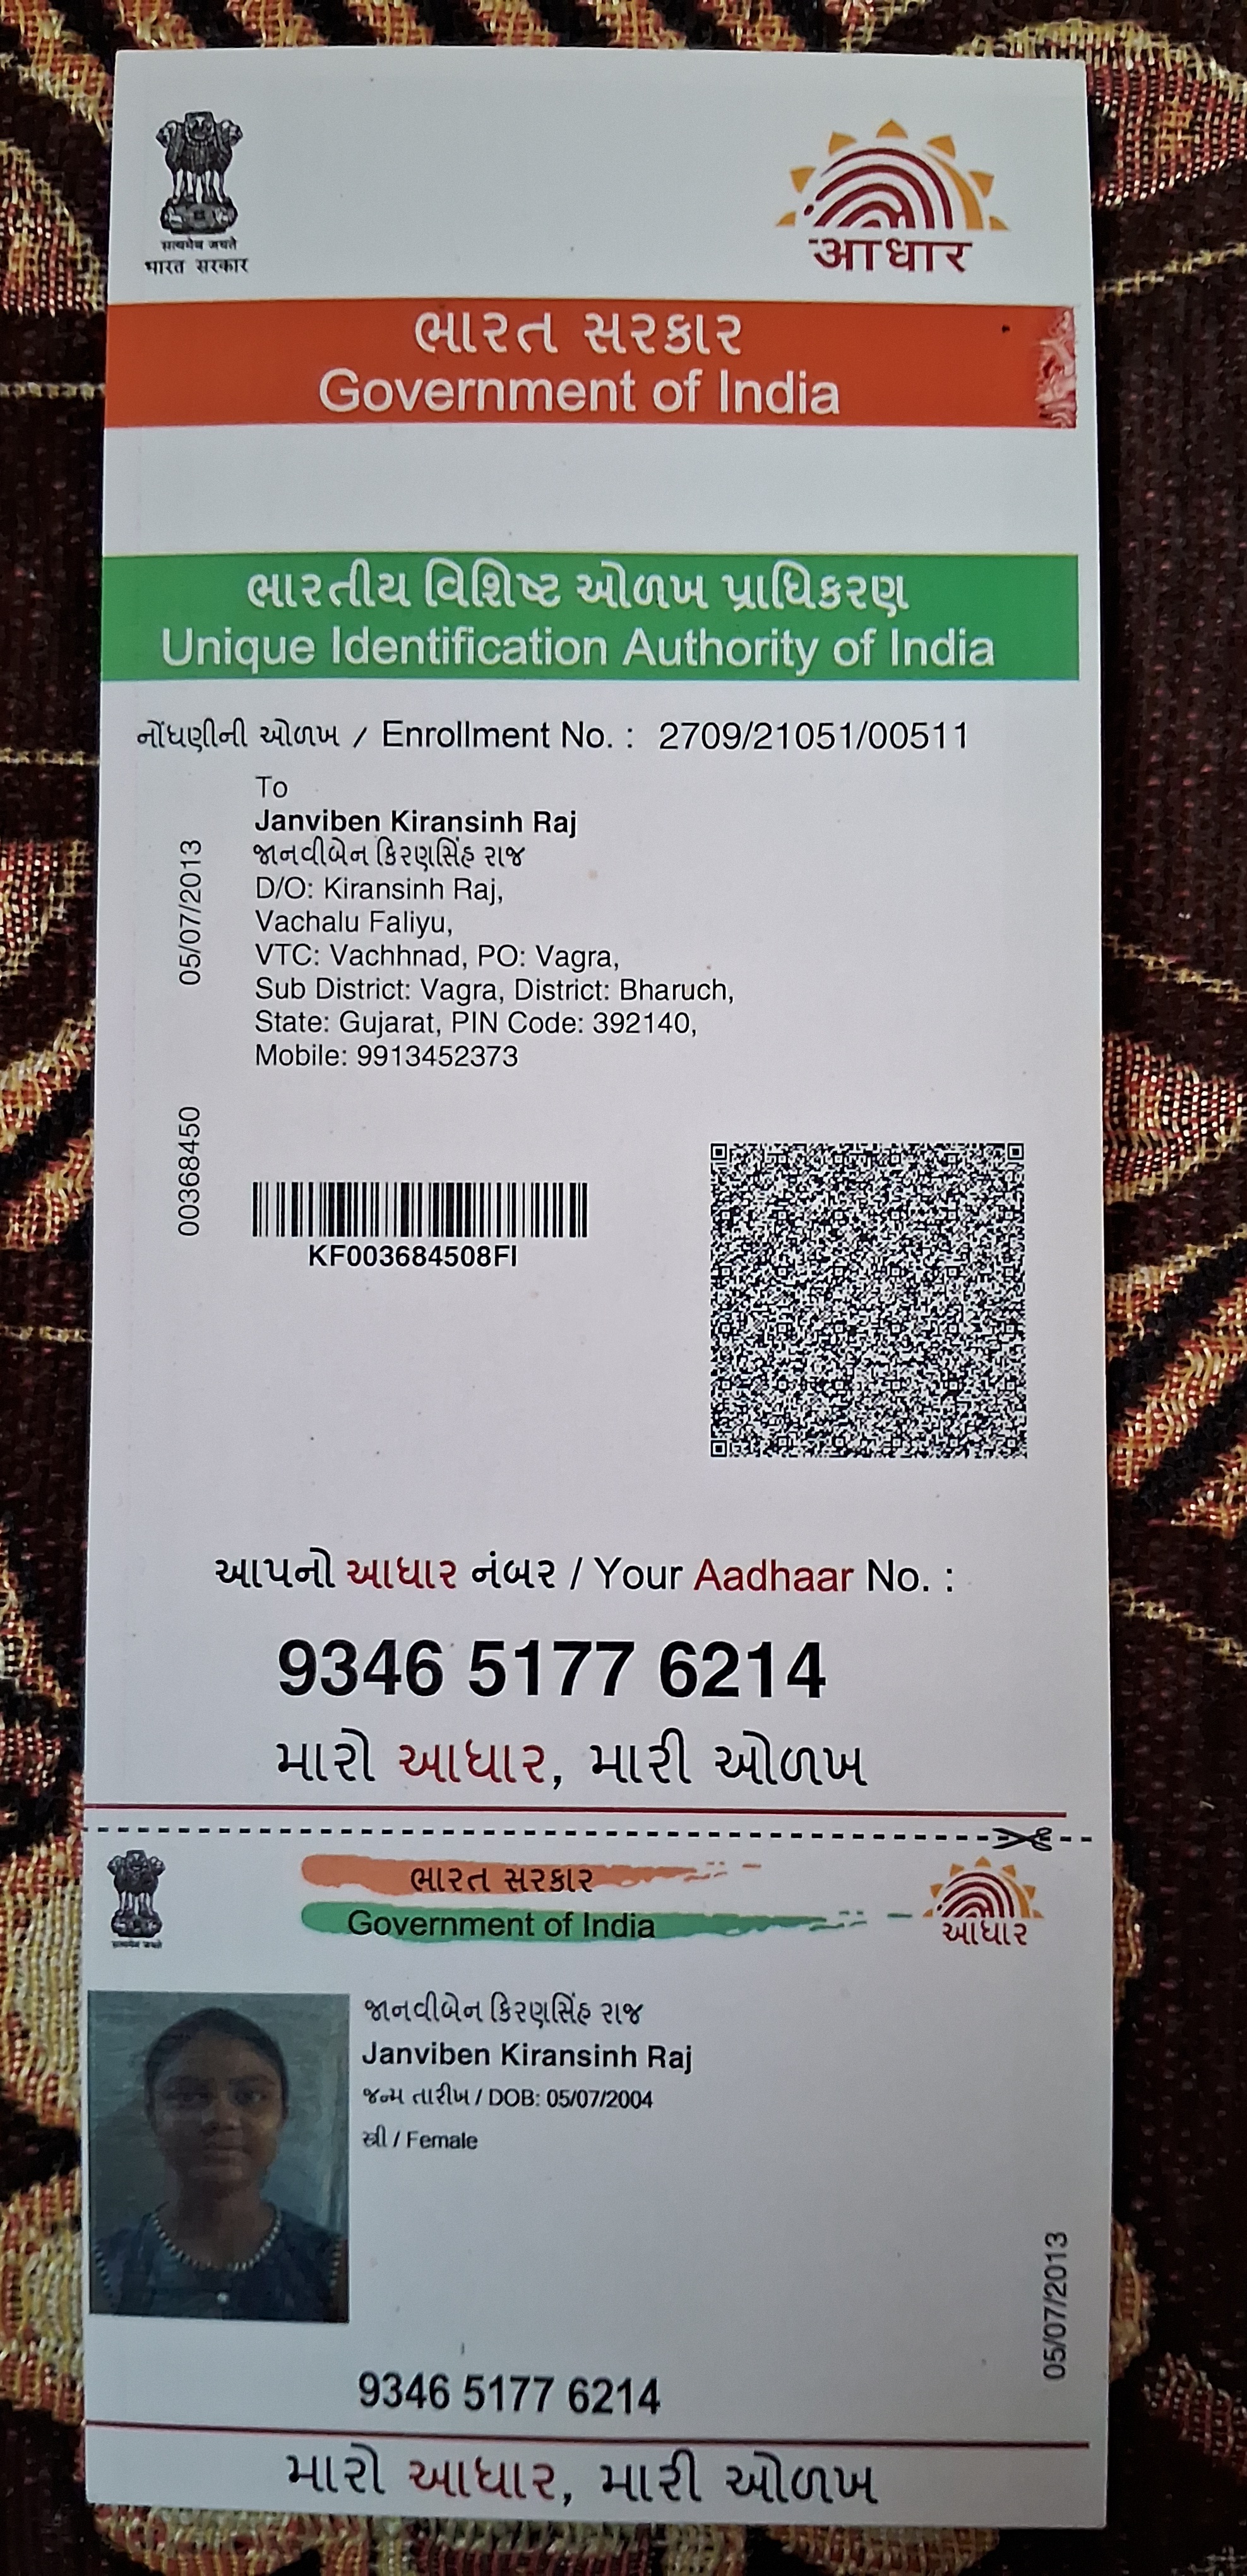 सत्यमेव जयते
भारत सरकार
आधार
ભારત સરકાર
Government of India
ભારતીય વિશિષ્ટ ઓળખ પ્રાધિકરણ
Unique Identification Authority of India
નોંધણીની ઓળખ / Enrollment No. : 2709/21051/00511
To
Janviben Kiransinh Raj
જાનવીબેન કિરણસિંહ રાજ
D/O: Kiransinh Raj,
Vachalu Faliyu,
VTC: Vachhnad, PO: Vagra,
Sub District: Vagra, District: Bharuch,
State: Gujarat, PIN Code: 392140,
Mobile: 9913452373
05/07/2013
00368450
KF003684508FI
આપનો આધાર નંબર / Your Aadhaar No. :
9346 5177 6214
મારો આધાર, મારી ઓળખ
ભારત સરકાર
Government of India
सत्यमेव जयते
આધાર
જાનવીબેન કિરણસિંહ રાજ
Janviben Kiransinh Raj
જન્મ તારીખ / DOB: 05/07/2004
સ્ત્રી / Female
05/07/2013
9346 5177 6214
મારો આધાર, મારી ઓળખ